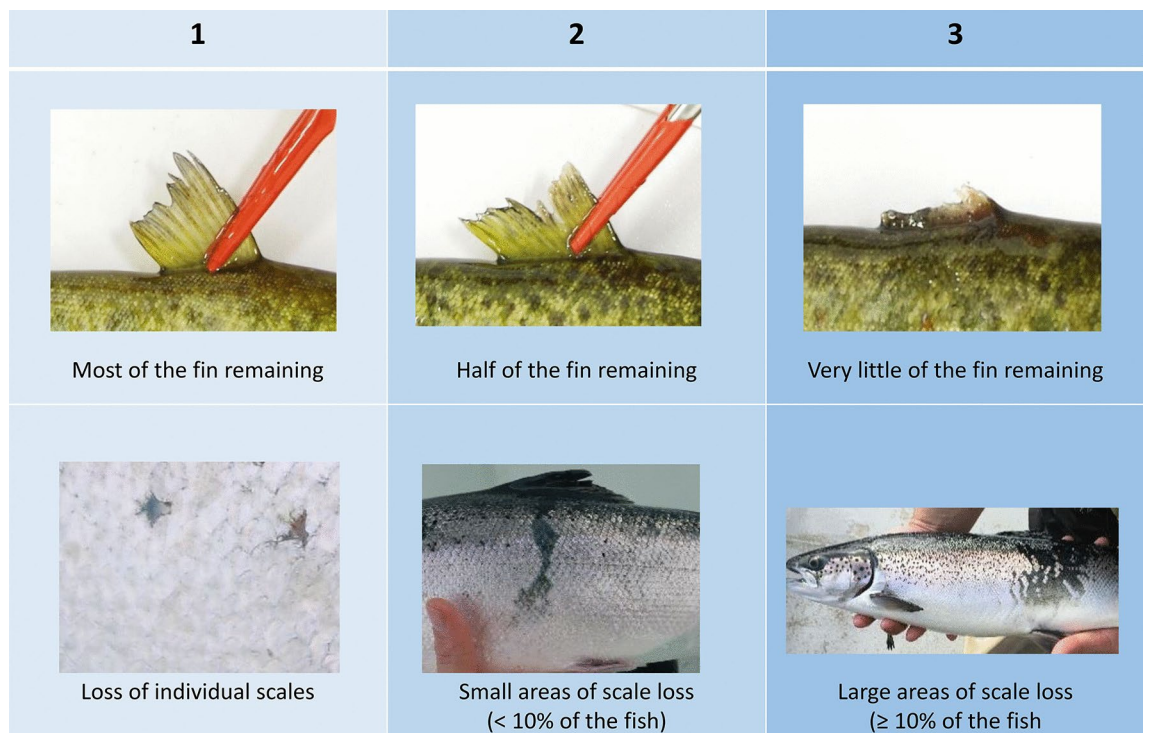 1
2
3
Most of the fin remaining
Half of the fin remaining
Very little of the fin remaining
Loss of individual scales
Small areas of scale loss
(< 10% of the fish)
Large areas of scale loss
(≥ 10% of the fish